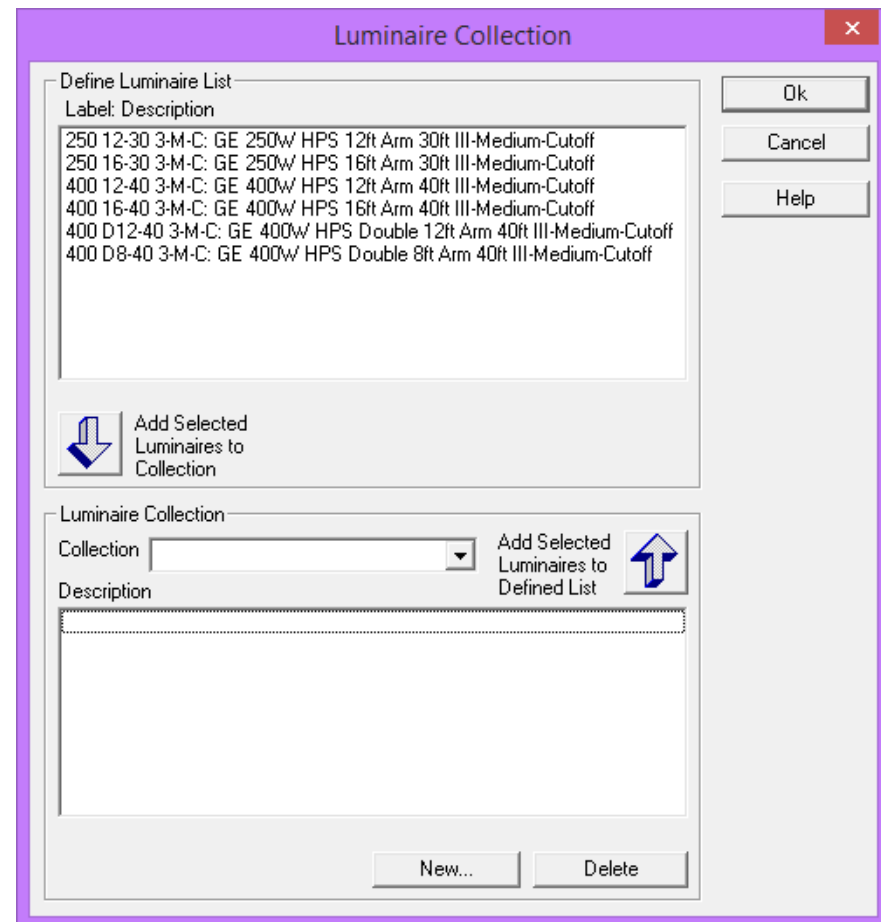 Luminaire Collection
Define Luminaire List
Label: Description
250 12-30 3-M-C: GE 250W HPS 12ft Arm 30ft III-Medium-Cutoff
250 16-30 3-M-C: GE 250W HPS 16ft Arm 30ft III-Medium-Cutoff
400 12-40 3-M-C: GE 400W HPS 12ft Arm 40ft III-Medium-Cutoff
400 16-40 3-M-C: GE 400W HPS 16ft Arm 40ft III-Medium-Cutoff
400 D12-40 3-M-C: GE 400W HPS Double 12ft Arm 40ft III-Medium-Cutoff
400 D8-40 3-M-C: GE 400W HPS Double 8ft Arm 40ft III-Medium-Cutoff
Ok
Cancel
Help
Add Selected
Luminaires to
Collection
Luminaire Collection
Collection
Add Selected
Luminaires to
Defined List
Description
New...
Delete